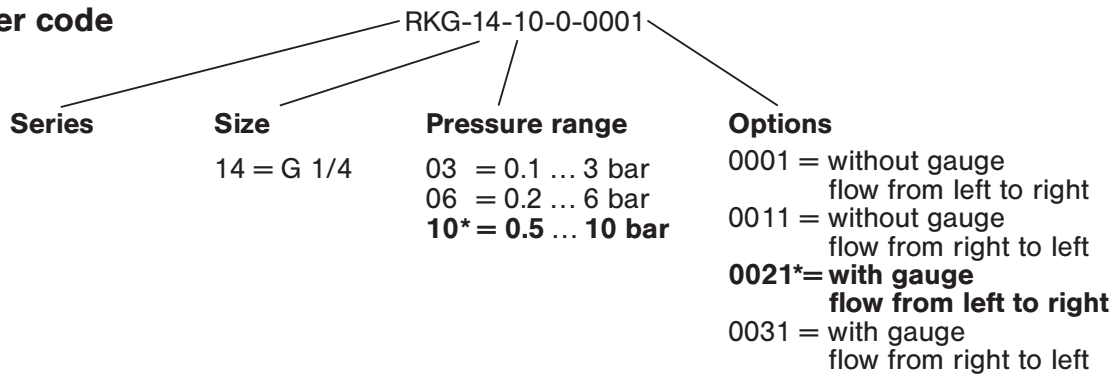 er code
RKG-14-10-0-0001
Series
Size
14 = G 1/4
Pressure range
03 = 0.1 ... 3 bar
06 = 0.2 ... 6 bar
10* = 0.5 ... 10 bar
Options
0001 = without gauge
flow from left to right
0011 = without gauge
flow from right to left
0021*= with gauge
flow from left to right
0031 = with gauge
flow from right to left